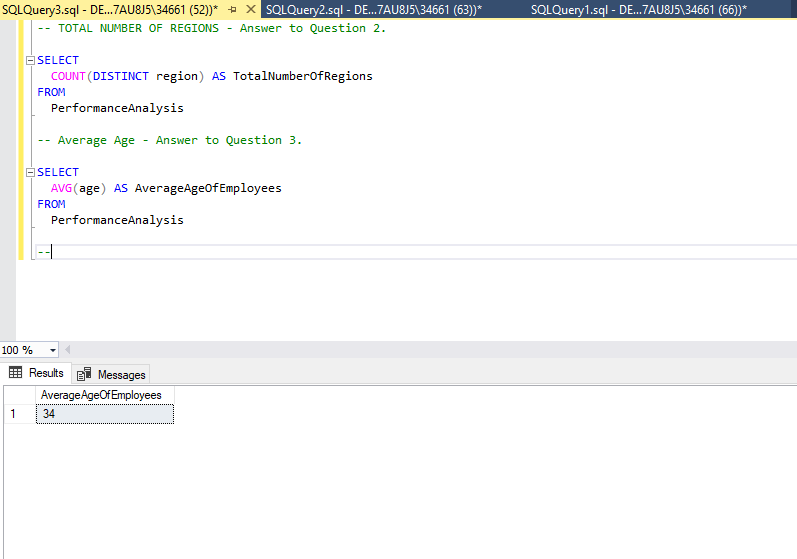 SQLQuery3.sql - DE...7AU8J5\34661 (52))* SQLQuery2.sql - DE...7AU8J5\34661 (63))* SQLQuery1.sql - DE...7AU8J5\34661 (66))*
-- TOTAL NUMBER OF REGIONS - Answer to Question 2.
SELECT
COUNT(DISTINCT region) AS TotalNumberOfRegions
FROM
PerformanceAnalysis
-- Average Age - Answer to Question 3.
SELECT
AVG(age) AS AverageAgeOfEmployees
FROM
PerformanceAnalysis
--
100 %
Results Messages
AverageAgeOfEmployees
1 34